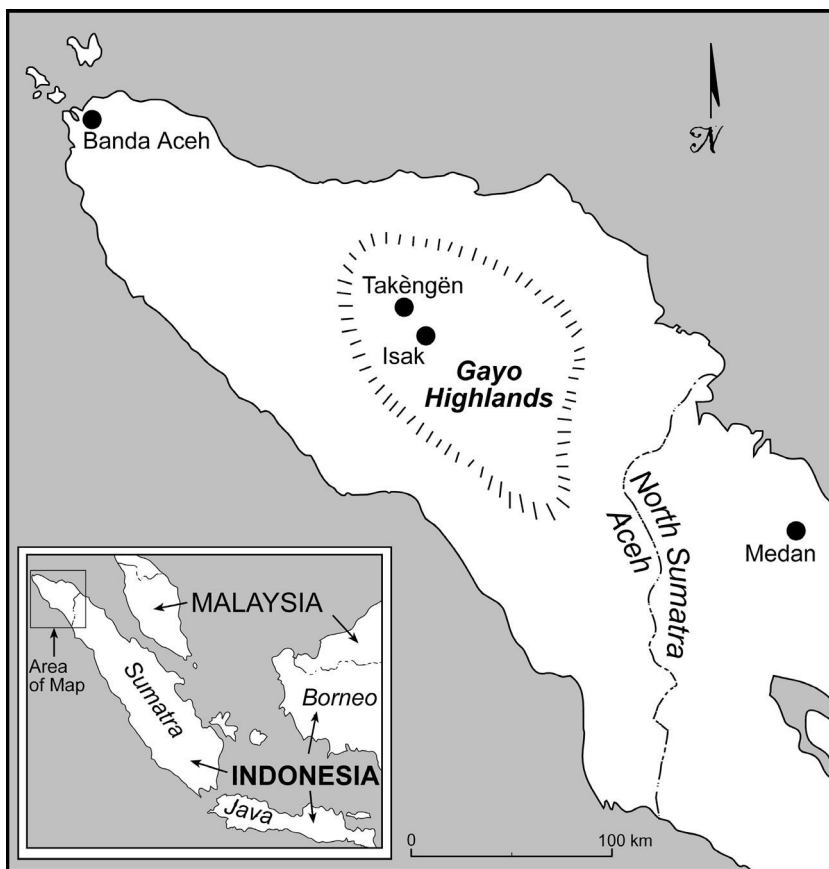 N
Banda Aceh
Takèngën
Isak
Gayo
Highlands
North Sumatra
Aceh
Medan
MALAYSIA
Area
of Map
Sumatra
Borneo
INDONESIA
Java
0
100 km